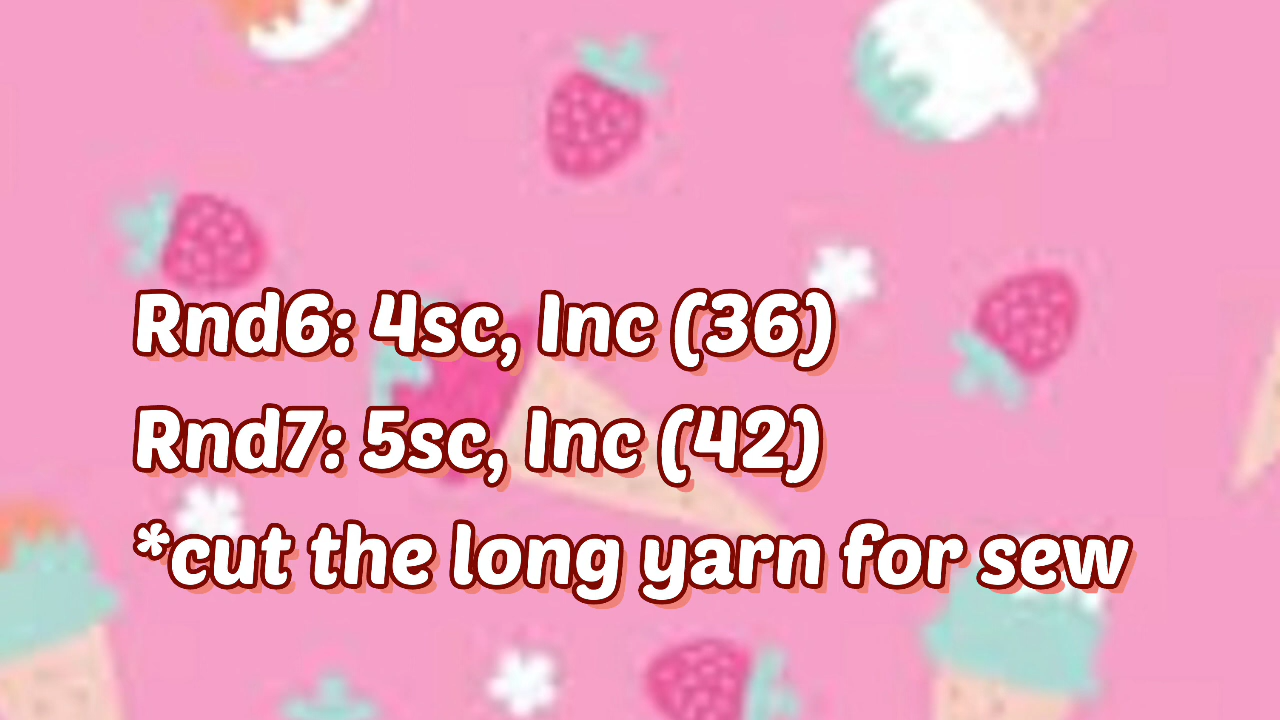 Rnd6: 4sc, Inc (36)
Rnd7: 5sc, Inc (42)
*cut the long yarn for sew